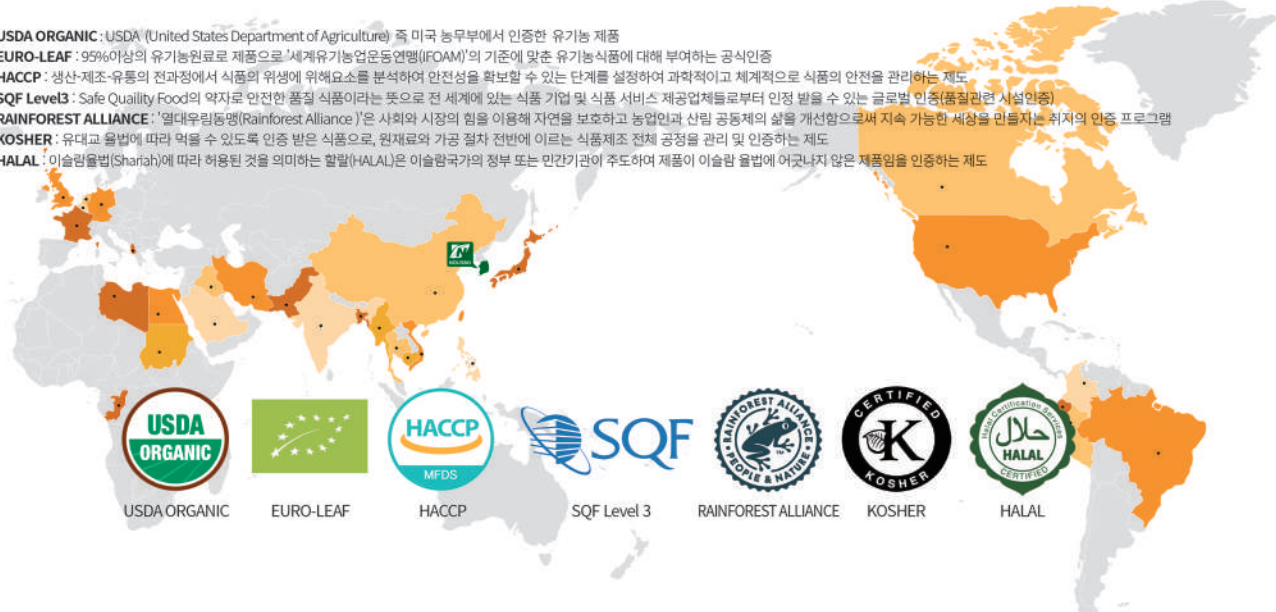 USDA ORGANIC : USDA (United States Department of Agriculture) 즉 미국 농무부에서 인증한 유기농 제품
EURO-LEAF : 95%이상의 유기농원료로 제품으로 '세계유기농업운동연맹(IFOAM)'의 기준에 맞춘 유기농식품에 대해 부여하는 공식인증
HACCP : 생산-제조-유통의 전과정에서 식품의 위생에 위해요소를 분석하여 안전성을 확보할 수 있는 단계를 설정하여 과학적이고 체계적으로 식품의 안전을 관리하는 제도
SQF Level3 : Safe Quaility Food의 약자로 안전한 품질 식품이라는 뜻으로 전 세계에 있는 식품 기업 및 식품 서비스 제공업체들로부터 인정 받을 수 있는 글로벌 인증(품질관련 시설인증)
RAINFOREST ALLIANCE : '열대우림동맹(Rainforest Alliance )'은 사회와 시장의 힘을 이용해 자연을 보호하고 농업인과 산림 공동체의 삶을 개선함으로써 지속 가능한 세상을 만들자는 취지의 인증 프로그램
KOSHER : 유대교 율법에 따라 먹을 수 있도록 인증 받은 식품으로, 원재료와 가공 절차 전반에 이르는 식품제조 전체 공정을 관리 및 인증하는 제도
HALAL : 이슬람율법(Shariah)에 따라 허용된 것을 의미하는 할랄(HALAL)은 이슬람국가의 정부 또는 민간기관이 주도하여 제품이 이슬람 율법에 어긋나지 않은 제품임을 인증하는 제도
USDA
ORGANIC
HACCP
MFDS
SQF
RAINFOREST ALLIANCE
PEOPLE & NATURE
CERTIFIED
K
KOSHER
Halal Certification Services
حلال
HALAL
CERTIFIED
USDA ORGANIC
EURO-LEAF
HACCP
SQF Level 3
RAINFOREST ALLIANCE
KOSHER
HALAL